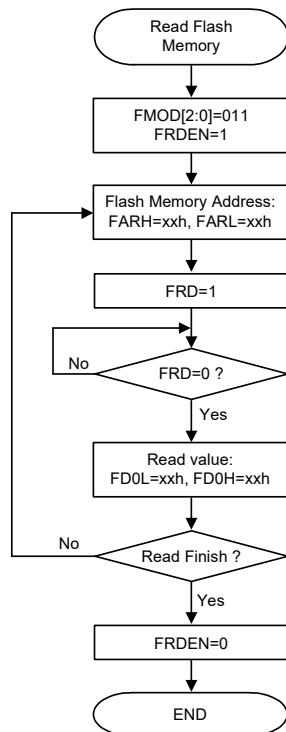 Read Flash
Memory
FMOD[2:0]=011
FRDEN=1
Flash Memory Address:
FARH=xxh, FARL=xxh
FRD=1
No
FRD=0 ?
Yes
Read value:
FD0L=xxh, FD0H=xxh
No
Read Finish ?
Yes
FRDEN=0
END